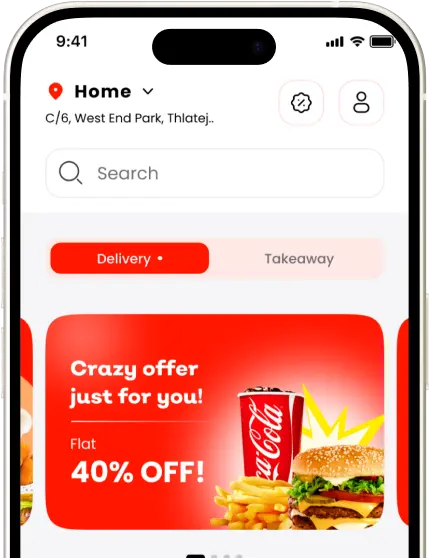 9:41
Home
C/6, West End Park, Thlatej..
Search
Delivery •
Takeaway
Crazy offer
just for you!
Flat
40% OFF!
ca-Cola